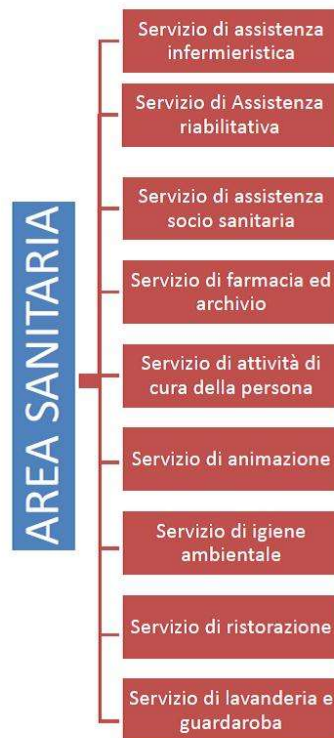 AREA SANITARIA
Servizio di assistenza
infermieristica
Servizio di Assistenza
riabilitativa
Servizio di assistenza
socio sanitaria
Servizio di farmacia ed
archivio
Servizio di attività di
cura della persona
Servizio di animazione
Servizio di igiene
ambientale
Servizio di ristorazione
Servizio di lavanderia e
guardaroba